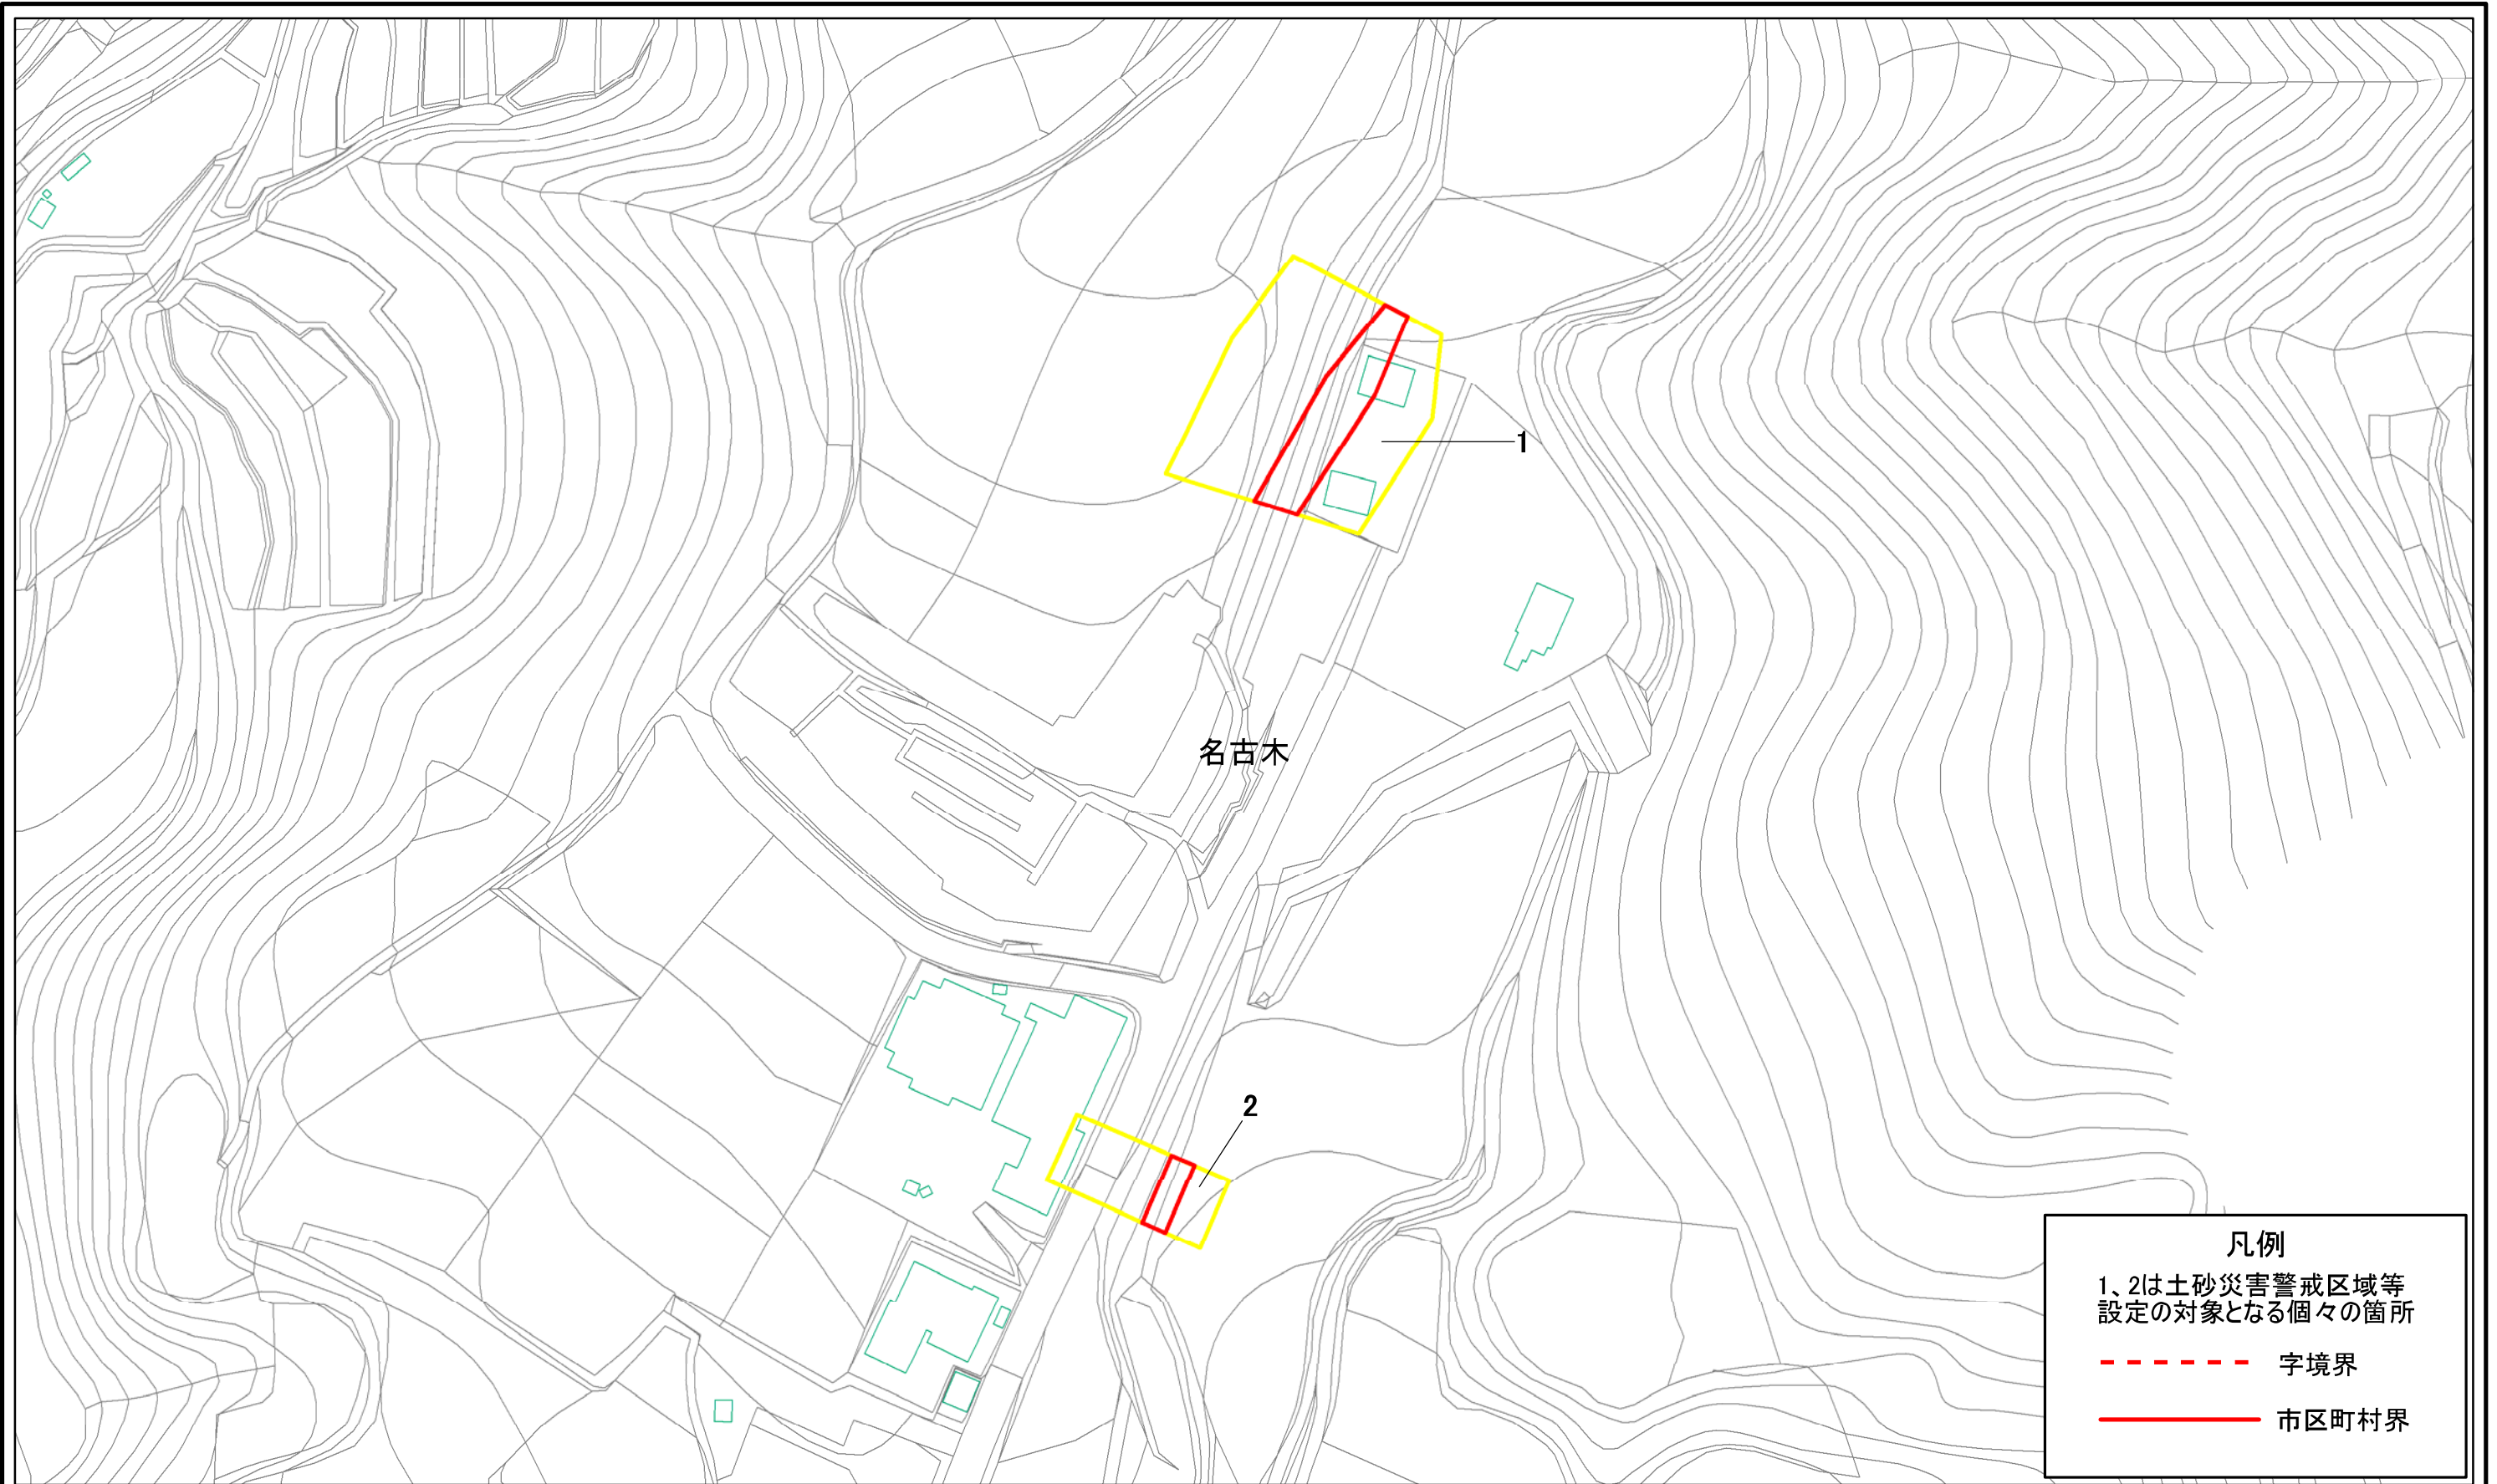 1
名古木
2
凡例
1、2は土砂災害警戒区域等
設定の対象となる個々の箇所
字境界
市区町村界